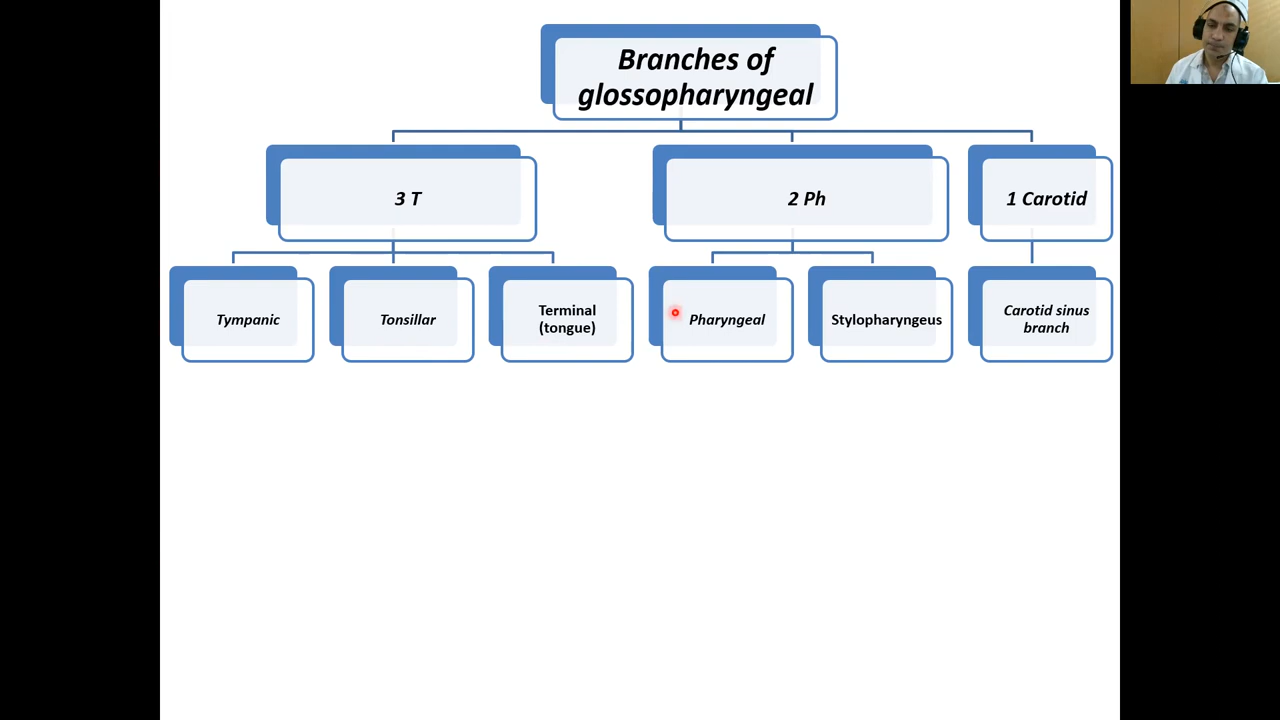 Branches of
glossopharyngeal
3 T
2 Ph
1 Carotid
Tympanic
Tonsillar
Terminal
(tongue)
Pharyngeal
Stylopharyngeus
Carotid sinus
branch